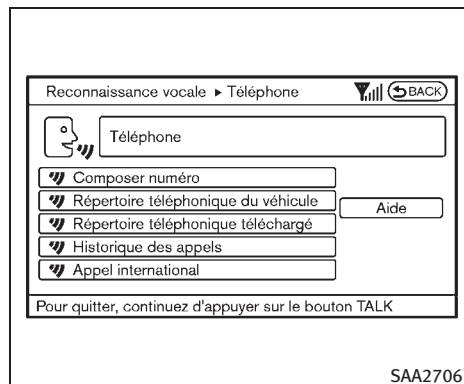 Reconnaissance vocale ▸ Téléphone BACK
Téléphone
Composer numéro
Répertoire téléphonique du véhicule
Aide
Répertoire téléphonique téléchargé
Historique des appels
Appel international
Pour quitter, continuez d'appuyer sur le bouton TALK
SAA2706